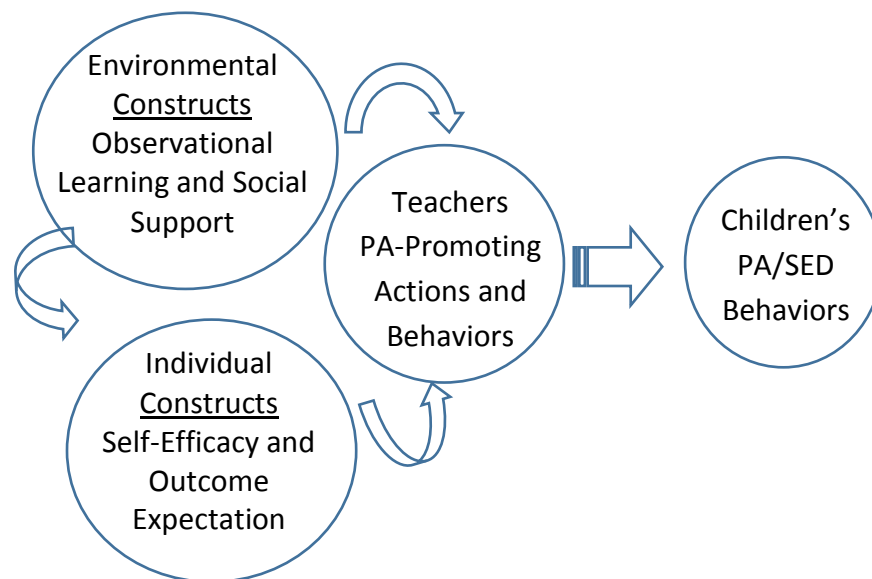 Environmental
Constructs
Observational
Learning and Social
Support
Teachers
PA-Promoting
Actions and
Behaviors
Children’s
PA/SED
Behaviors
Individual
Constructs
Self-Efficacy and
Outcome
Expectation